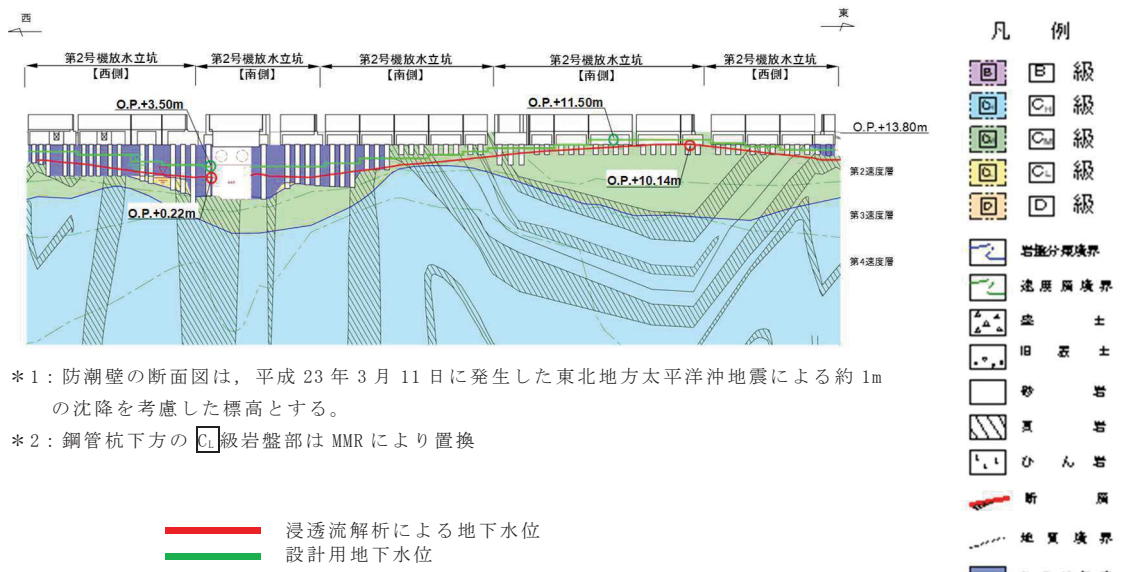 西
東
第2号機放水立坑
【西側】
第2号機放水立坑
【南側】
第2号機放水立坑
【南側】
第2号機放水立坑
【南側】
第2号機放水立坑
【西側】
O.P.+3.50m
O.P.+11.50m
O.P.+13.80m
第2速度層
O.P.+10.14m
O.P.+0.22m
第3速度層
第4速度層
*1:防潮壁の断面図は,平成 23 年 3 月 11 日に発生した東北地方太平洋沖地震による約 1m
の沈降を考慮した標高とする。
*2:鋼管杭下方の CL級岩盤部は MMR により置換
浸透流解析による地下水位
設計用地下水位
凡 例
B B 級
CH 級
CM 級
CL 級
D D 級
岩盤分類境界
速度層境界
盛 土
旧 表 土
砂 岩
頁 岩
ひ ん 岩
断 層
地 質 境 界